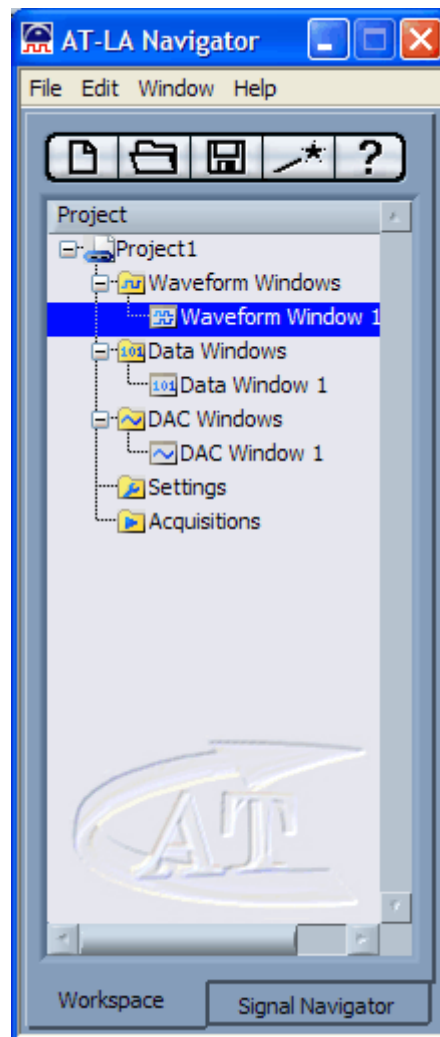 AT-LA Navigator
File Edit Window Help
?
Project
Project1
Waveform Windows
Waveform Window 1
101 Data Windows
101 Data Window 1
DAC Windows
DAC Window 1
Settings
Acquisitions
AT
Workspace Signal Navigator